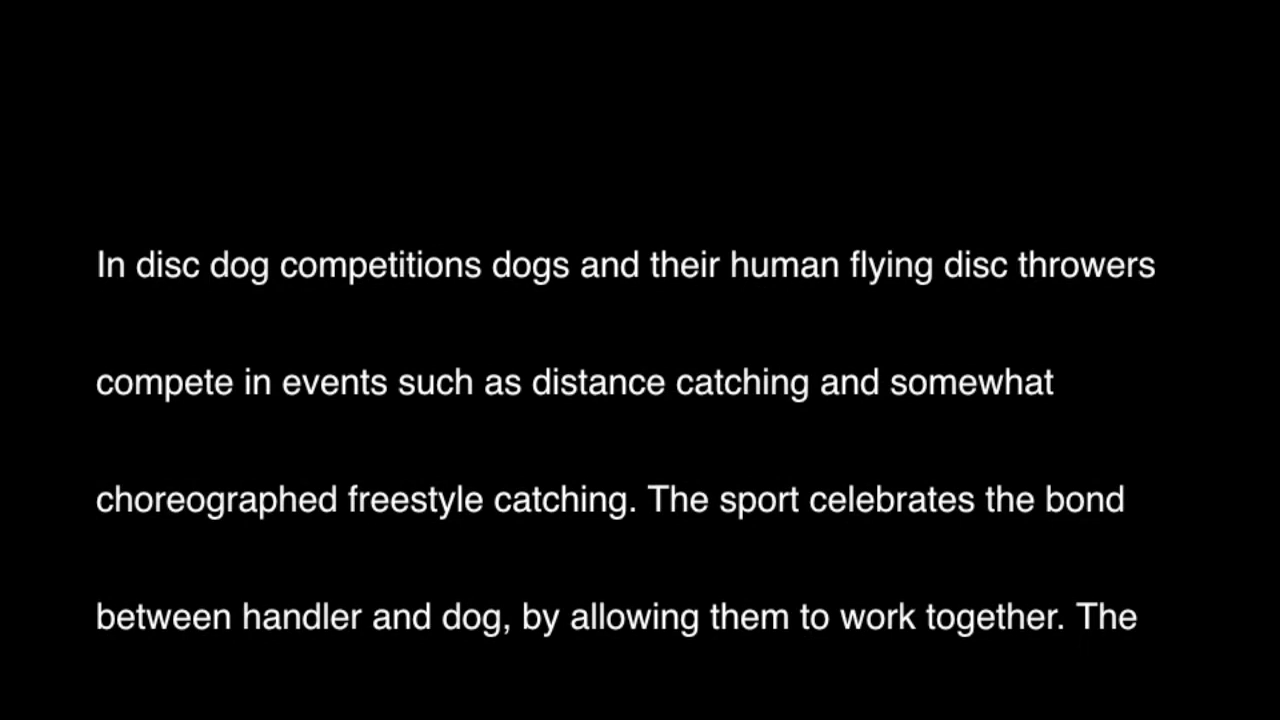 In disc dog competitions dogs and their human flying disc throwers
compete in events such as distance catching and somewhat
choreographed freestyle catching. The sport celebrates the bond
between handler and dog, by allowing them to work together. The